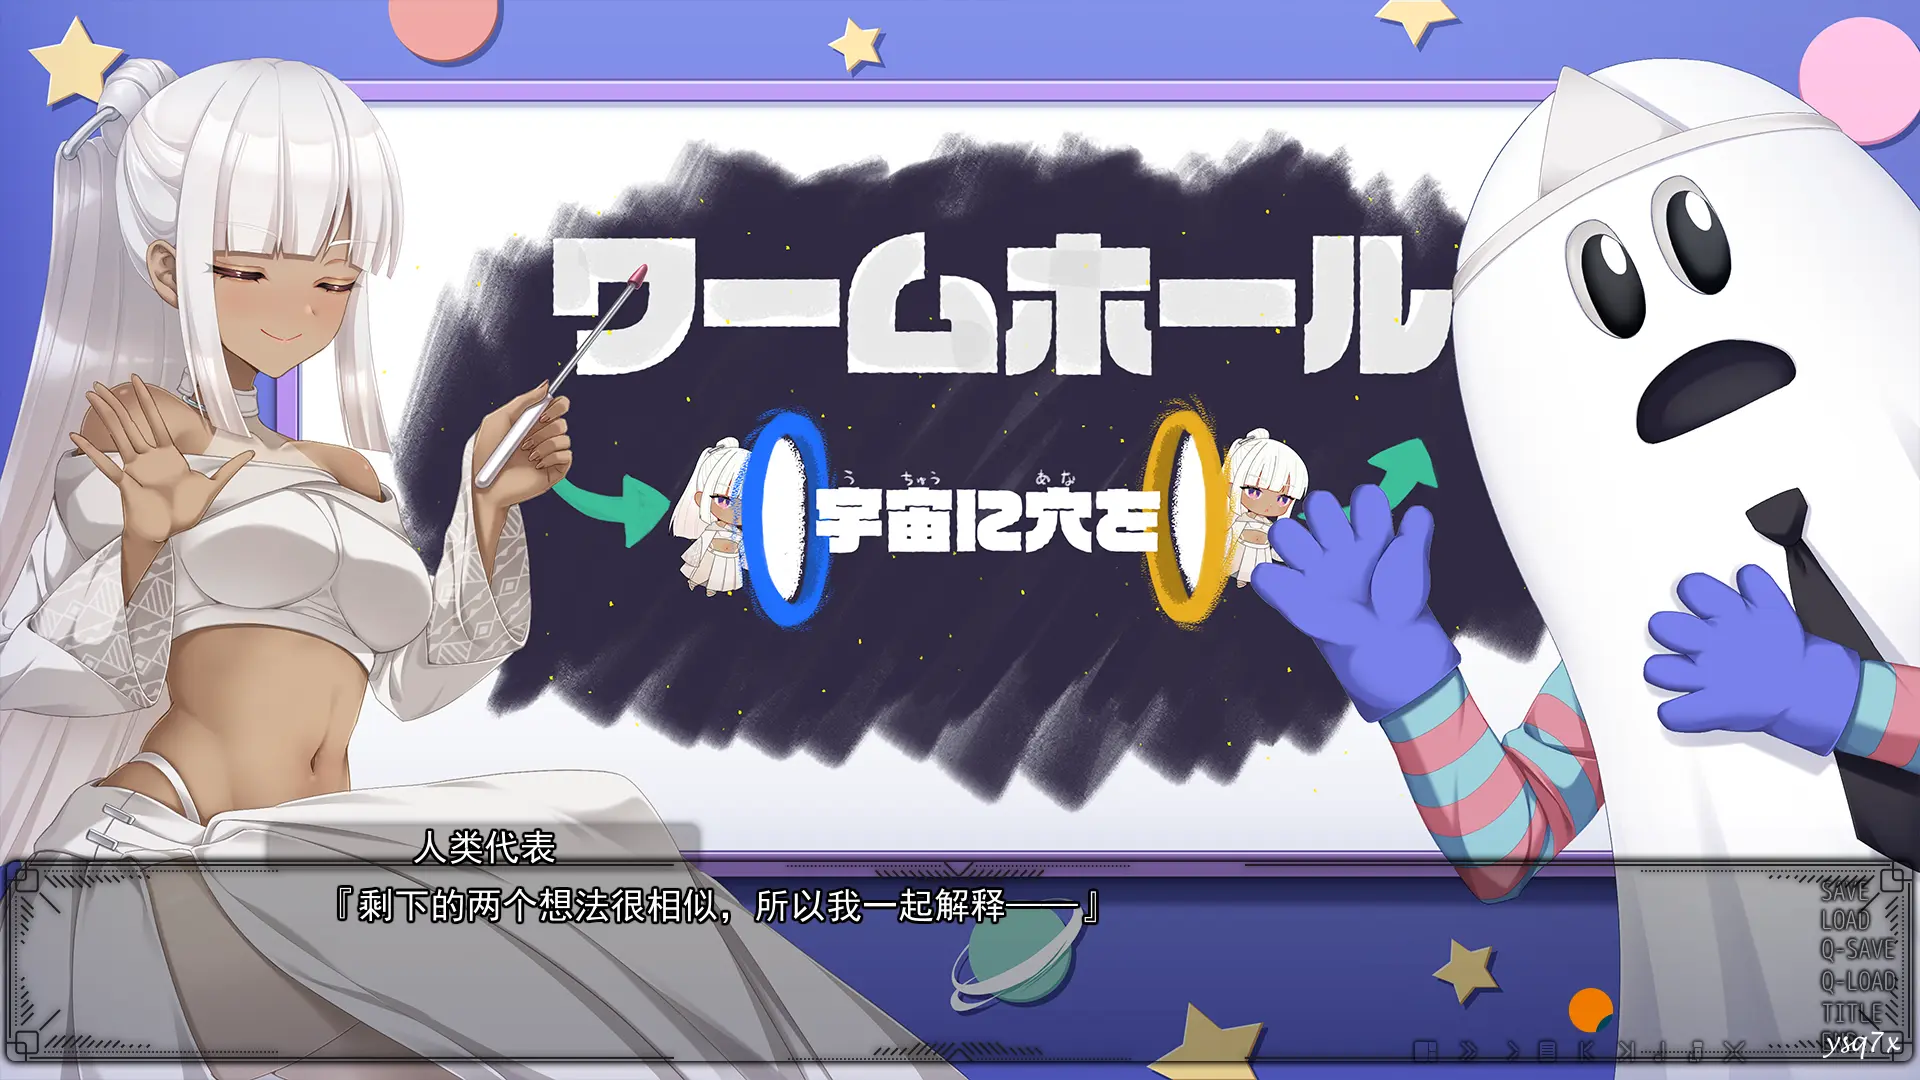 ワームホール
う ちゅう あな
宇宙に穴を
人类代表
『剩下的两个想法很相似，所以我一起解释——』
SAVE
LOAD
Q-SAVE
Q-LOAD
TITLE
ysq7x